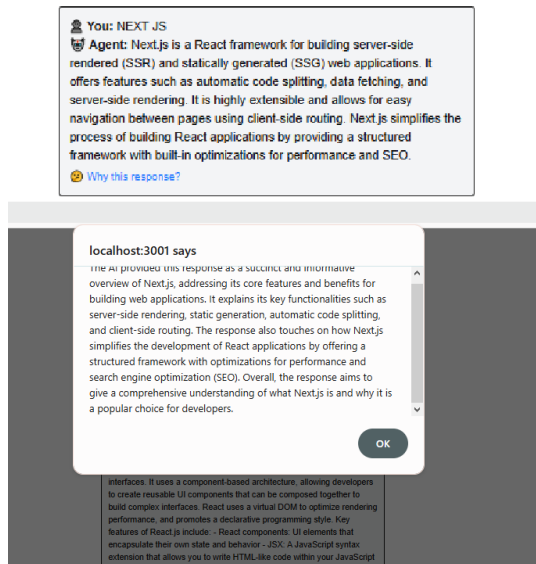 You: NEXT JS
Agent: Next.js is a React framework for building server-side
rendered (SSR) and statically generated (SSG) web applications. It
offers features such as automatic code splitting, data fetching, and
server-side rendering. It is highly extensible and allows for easy
navigation between pages using client-side routing. Next.js simplifies the
process of building React applications by providing a structured
framework with built-in optimizations for performance and SEO.
Why this response?
localhost:3001 says
The AI provided this response as a succinct and informative
overview of Next.js, addressing its core features and benefits for
building web applications. It explains its key functionalities such as
server-side rendering, static generation, automatic code splitting,
and client-side routing. The response also touches on how Next.js
simplifies the development of React applications by offering a
structured framework with optimizations for performance and
search engine optimization (SEO). Overall, the response aims to
give a comprehensive understanding of what Next.js is and why it is
a popular choice for developers.
OK
interfaces. It uses a component-based architecture, allowing developers
to create reusable UI components that can be composed together to
build complex interfaces. React uses a virtual DOM to optimize rendering
performance, and promotes a declarative programming style. Key
features of React.js include: - React components: UI elements that
encapsulate their own state and behavior - JSX: A JavaScript syntax
extension that allows you to write HTML-like code within your JavaScript